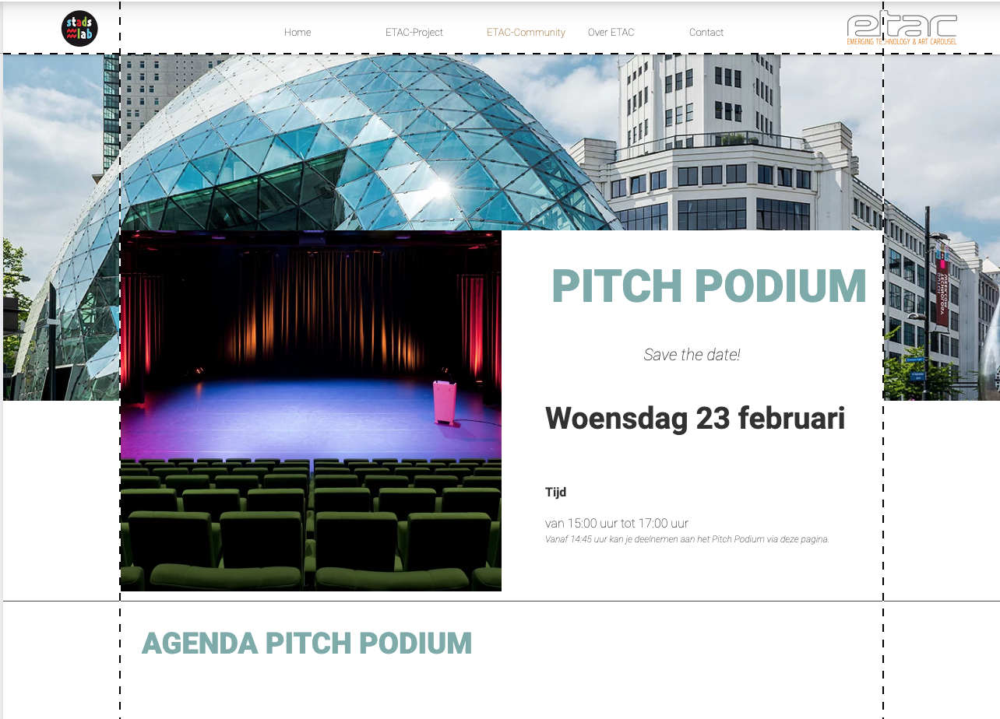 stads
lab
Home
ETAC-Project
ETAC-Community
Over ETAC
Contact
etac
EMERGING TECHNOLOGY & ART CAROUSEL
PITCH PODIUM
Save the date!
Woensdag 23 februari
Tijd
van 15:00 uur tot 17:00 uur
Vanaf 14:45 uur kan je deelnemen aan het Pitch Podium via deze pagina.
AGENDA PITCH PODIUM